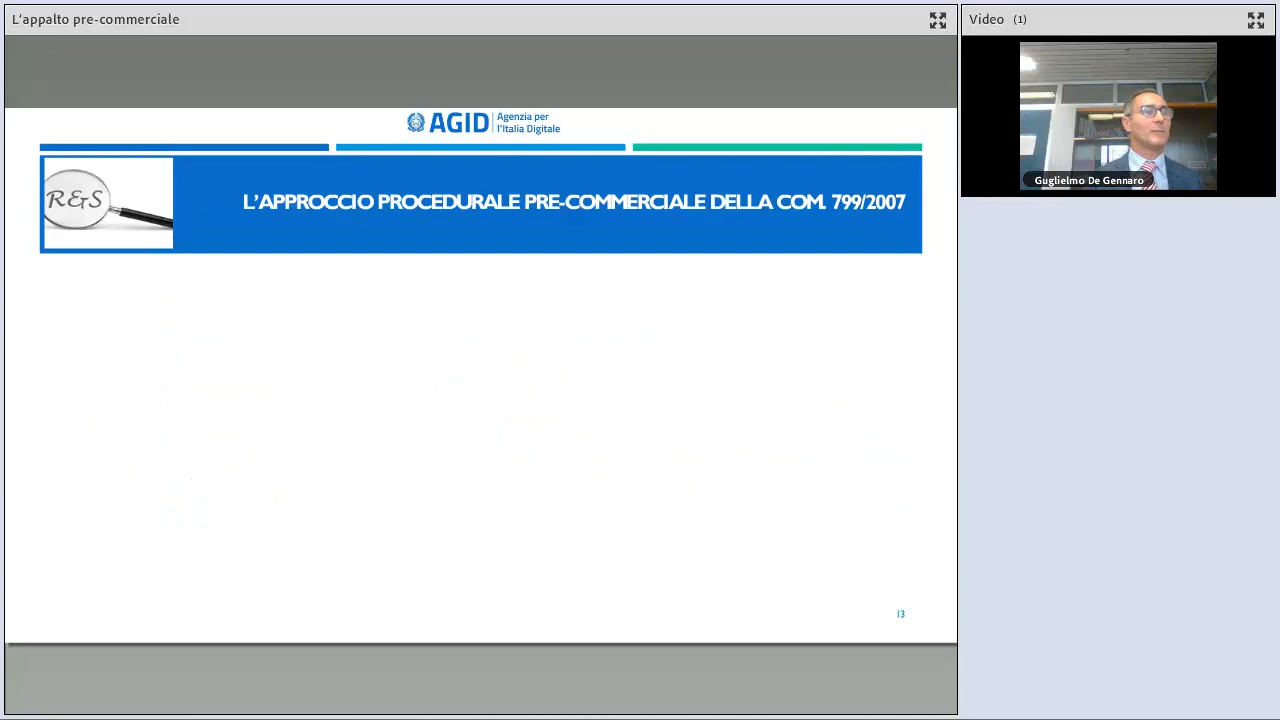 L'appalto pre-commerciale
Video (1)
AGID Agenzia per
l'Italia Digitale
R&S
L'APPROCCIO PROCEDURALE PRE-COMMERCIALE DELLA COM. 799/2007
Guglielmo De Gennaro
13